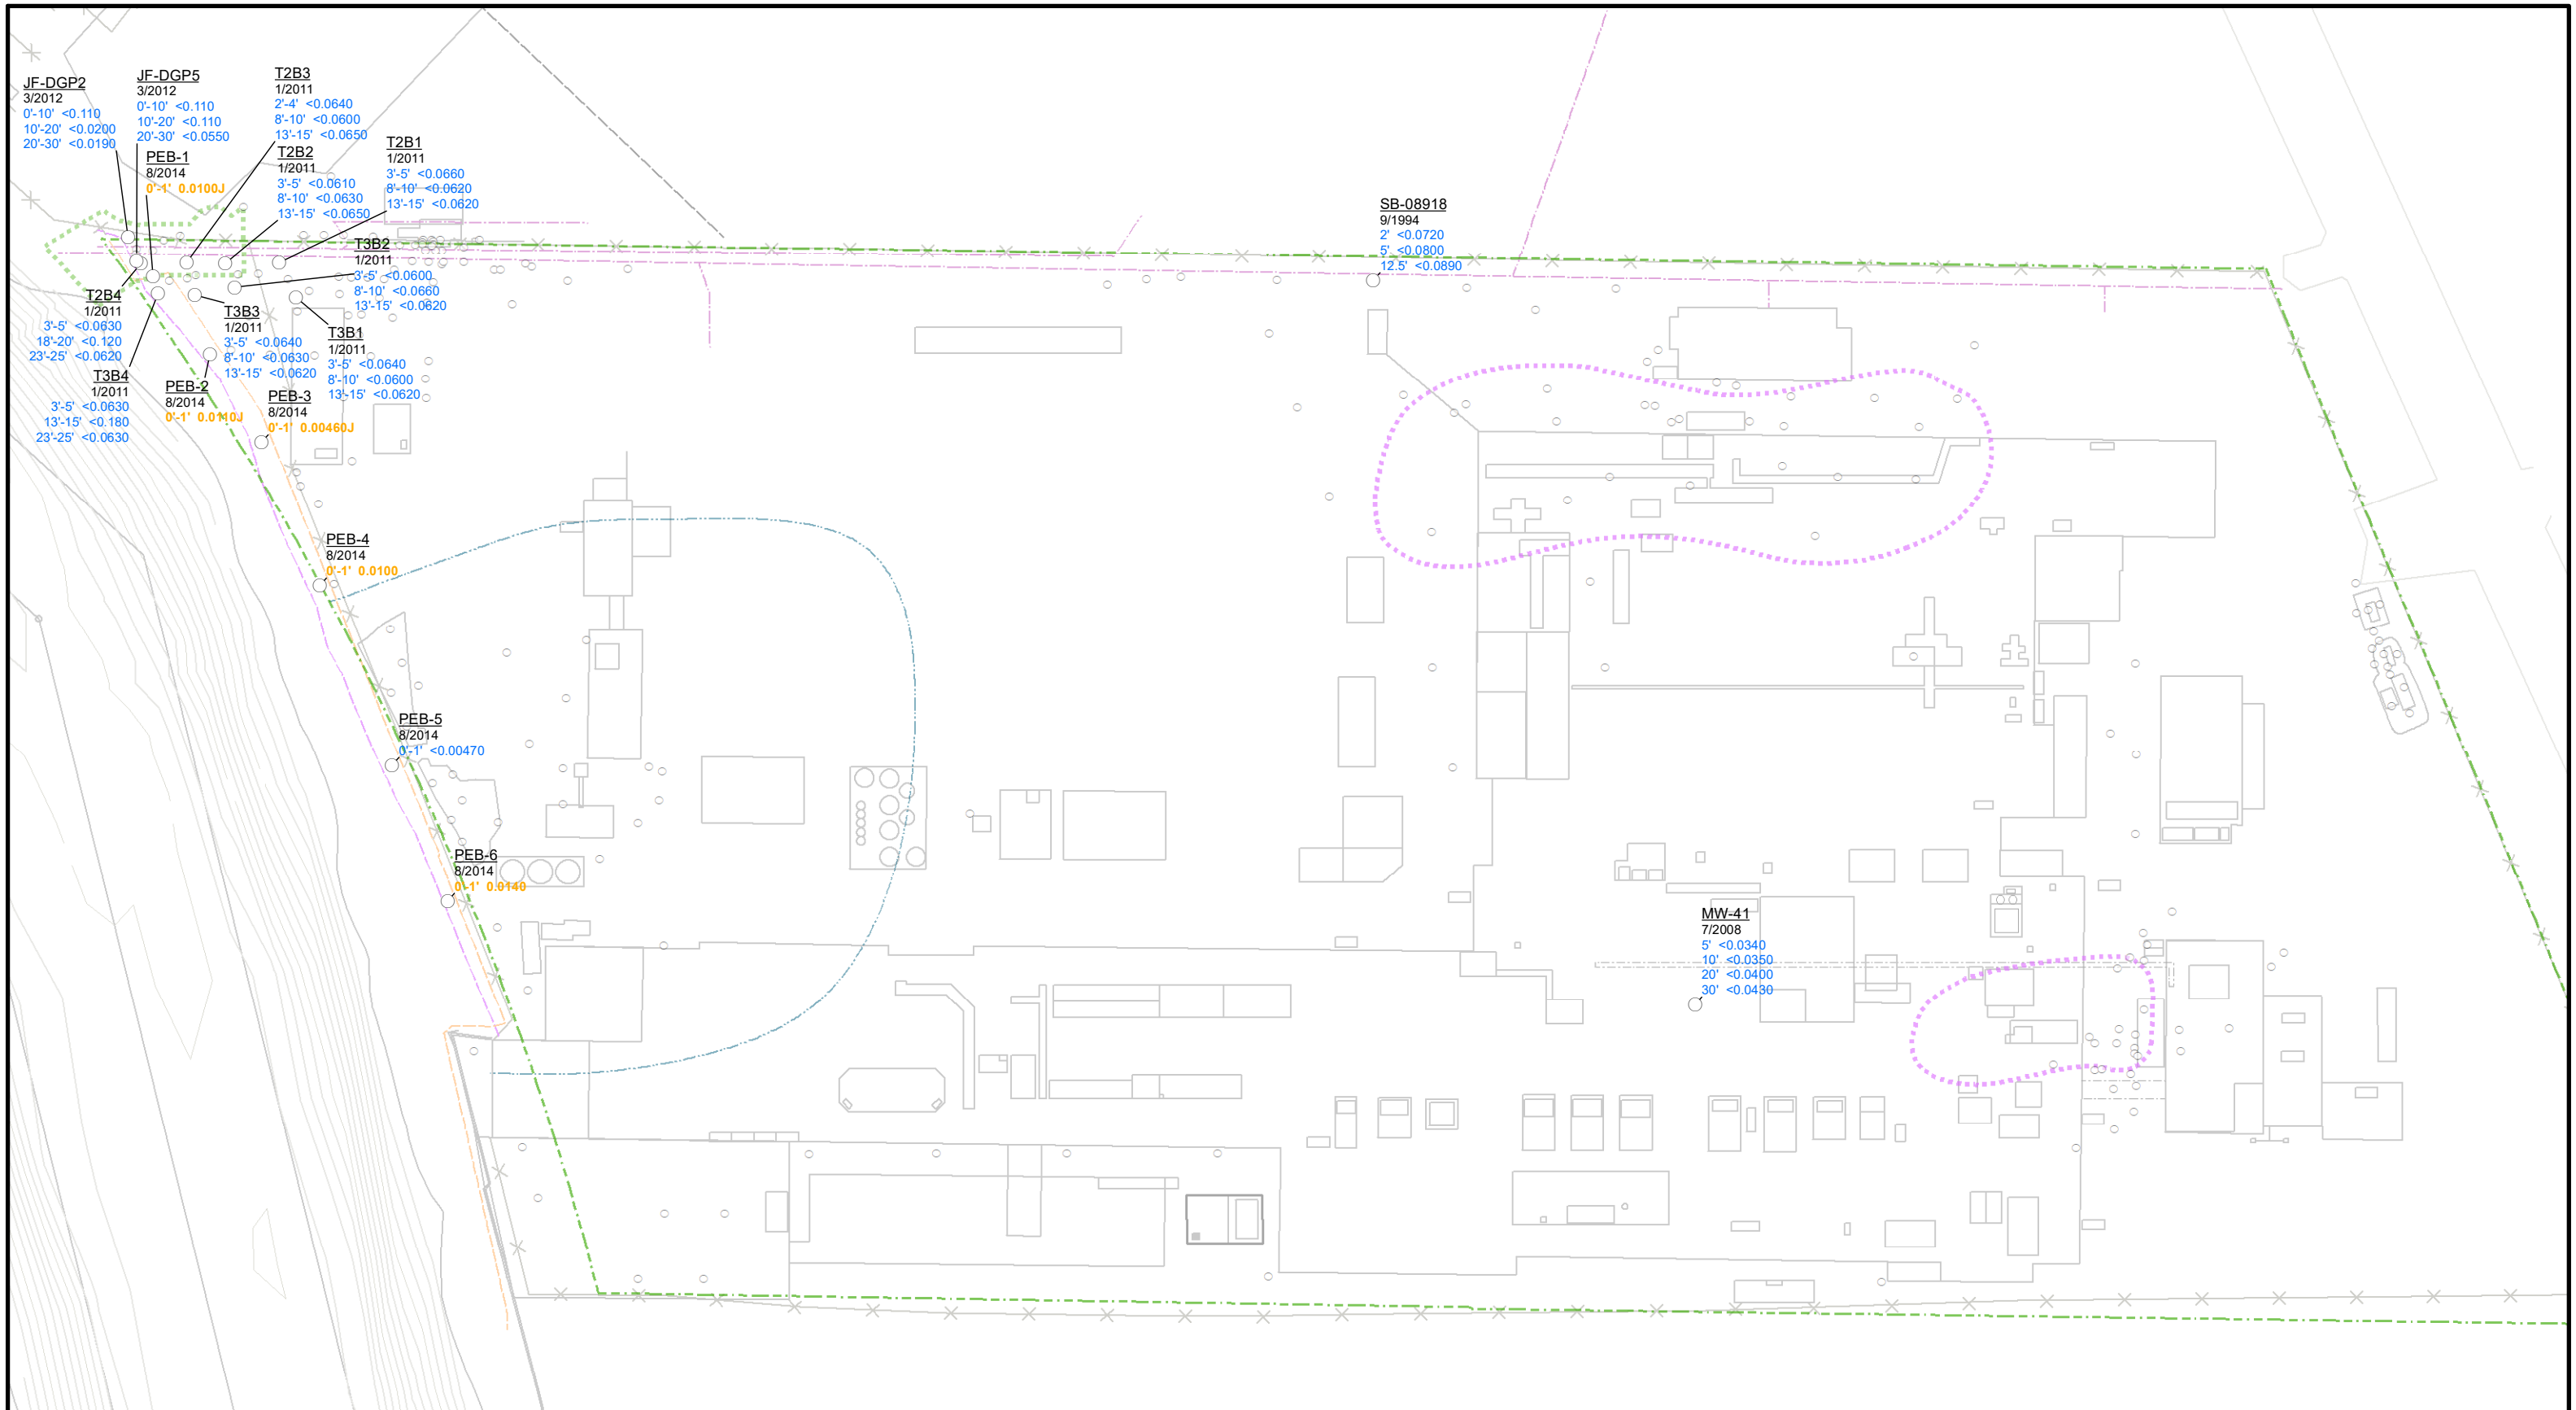 JF-DGP2
3/2012
0'-10' <0.110
10'-20' <0.0200
20'-30' <0.0190
JF-DGP5
3/2012
0'-10' <0.110
10'-20' <0.110
20'-30' <0.0550
T2B3
1/2011
2'-4' <0.0640
8'-10' <0.0600
13'-15' <0.0650
PEB-1
8/2014
0'-1' 0.0100J
T2B2
1/2011
3'-5' <0.0610
8'-10' <0.0630
13'-15' <0.0650
T2B1
1/2011
3'-5' <0.0660
8'-10' <0.0620
13'-15' <0.0620
SB-08918
9/1994
2' <0.0720
5' <0.0800
12.5' <0.0890
T3B2
1/2011
3'-5' <0.0600
8'-10' <0.0660
13'-15' <0.0620
T2B4
1/2011
3'-5' <0.0630
18'-20' <0.120
23'-25' <0.0620
T3B3
1/2011
3'-5' <0.0640
8'-10' <0.0630
13'-15' <0.0620
T3B1
1/2011
3'-5' <0.0640
8'-10' <0.0600
13'-15' <0.0620
T3B4
1/2011
3'-5' <0.0630
13'-15' <0.180
23'-25' <0.0630
PEB-2
8/2014
0'-1' 0.0110J
PEB-3
8/2014
0'-1' 0.00460J
PEB-4
8/2014
0'-1' 0.0100
PEB-5
8/2014
0'-1' <0.00470
PEB-6
8/2014
0'-1' 0.0140
MW-41
7/2008
5' <0.0340
10' <0.0350
20' <0.0400
30' <0.0430